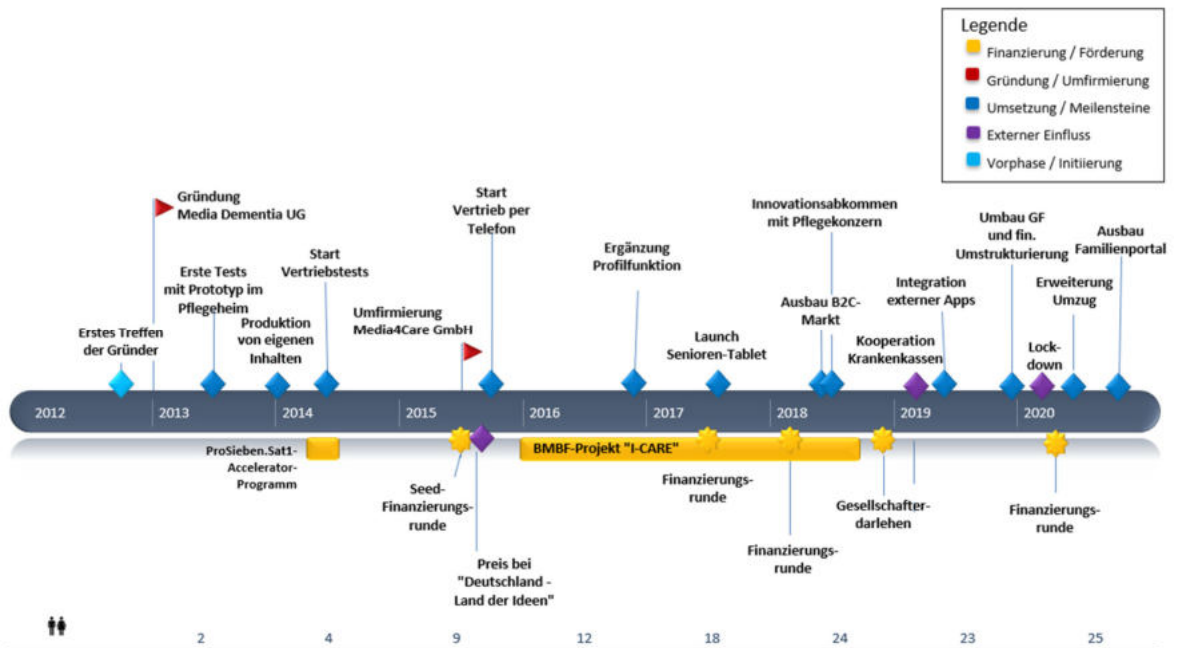 Legende
Finanzierung / Förderung
Gründung / Umfirmierung
Umsetzung / Meilensteine
Externer Einfluss
Vorphase / Initiierung
Gründung
Media Dementia UG
Erstes Treffen
der Gründer
Erste Tests
mit Prototyp im
Pflegeheim
Produktion
von eigenen
Inhalten
Start
Vertriebstests
Umfirmierung
Media4Care GmbH
Start
Vertrieb per
Telefon
Ergänzung
Profilfunktion
Launch
Senioren-Tablet
Innovationsabkommen
mit Pflegekonzern
Ausbau B2C-
Markt
Kooperation
Krankenkassen
Integration
externer Apps
Umbau GF
und fin.
Umstrukturierung
Lock-
down
Erweiterung
Umzug
Ausbau
Familienportal
2012 2013 2014 2015 2016 2017 2018 2019 2020
ProSieben.Sat1-
Accelerator-
Programm
Seed-
Finanzierungs-
runde
Preis bei
"Deutschland -
Land der Ideen"
BMBF-Projekt "I-CARE"
Finanzierungs-
runde
Finanzierungs-
runde
Gesellschafter-
darlehen
Finanzierungs-
runde
2 4 9 12 18 24 23 25